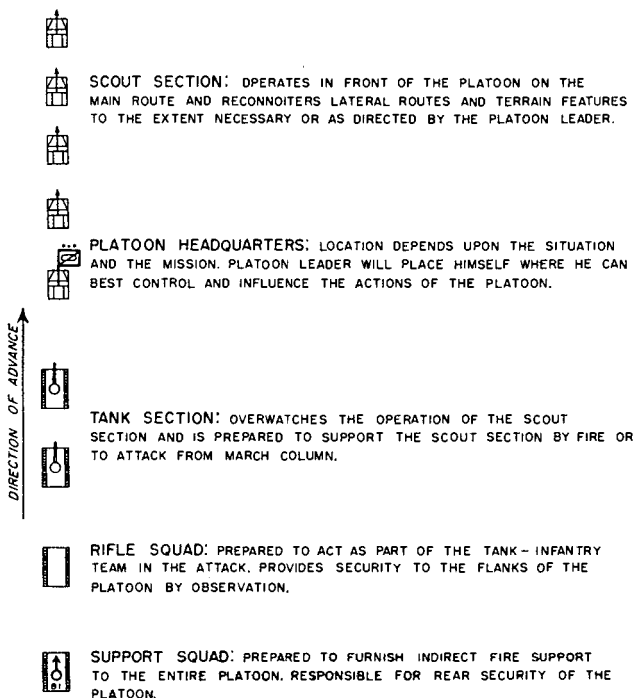 SCOUT SECTION: OPERATES IN FRONT OF THE PLATOON ON THE
MAIN ROUTE AND RECONNOITERS LATERAL ROUTES AND TERRAIN FEATURES
TO THE EXTENT NECESSARY OR AS DIRECTED BY THE PLATOON LEADER.
PLATOON HEADQUARTERS: LOCATION DEPENDS UPON THE SITUATION
AND THE MISSION. PLATOON LEADER WILL PLACE HIMSELF WHERE HE CAN
BEST CONTROL AND INFLUENCE THE ACTIONS OF THE PLATOON.
DIRECTION OF ADVANCE
TANK SECTION: OVERWATCHES THE OPERATION OF THE SCOUT
SECTION AND IS PREPARED TO SUPPORT THE SCOUT SECTION BY FIRE OR
TO ATTACK FROM MARCH COLUMN.
RIFLE SQUAD: PREPARED TO ACT AS PART OF THE TANK-INFANTRY
TEAM IN THE ATTACK. PROVIDES SECURITY TO THE FLANKS OF THE
PLATOON BY OBSERVATION.
81
SUPPORT SQUAD: PREPARED TO FURNISH INDIRECT FIRE SUPPORT
TO THE ENTIRE PLATOON. RESPONSIBLE FOR REAR SECURITY OF THE
PLATOON.